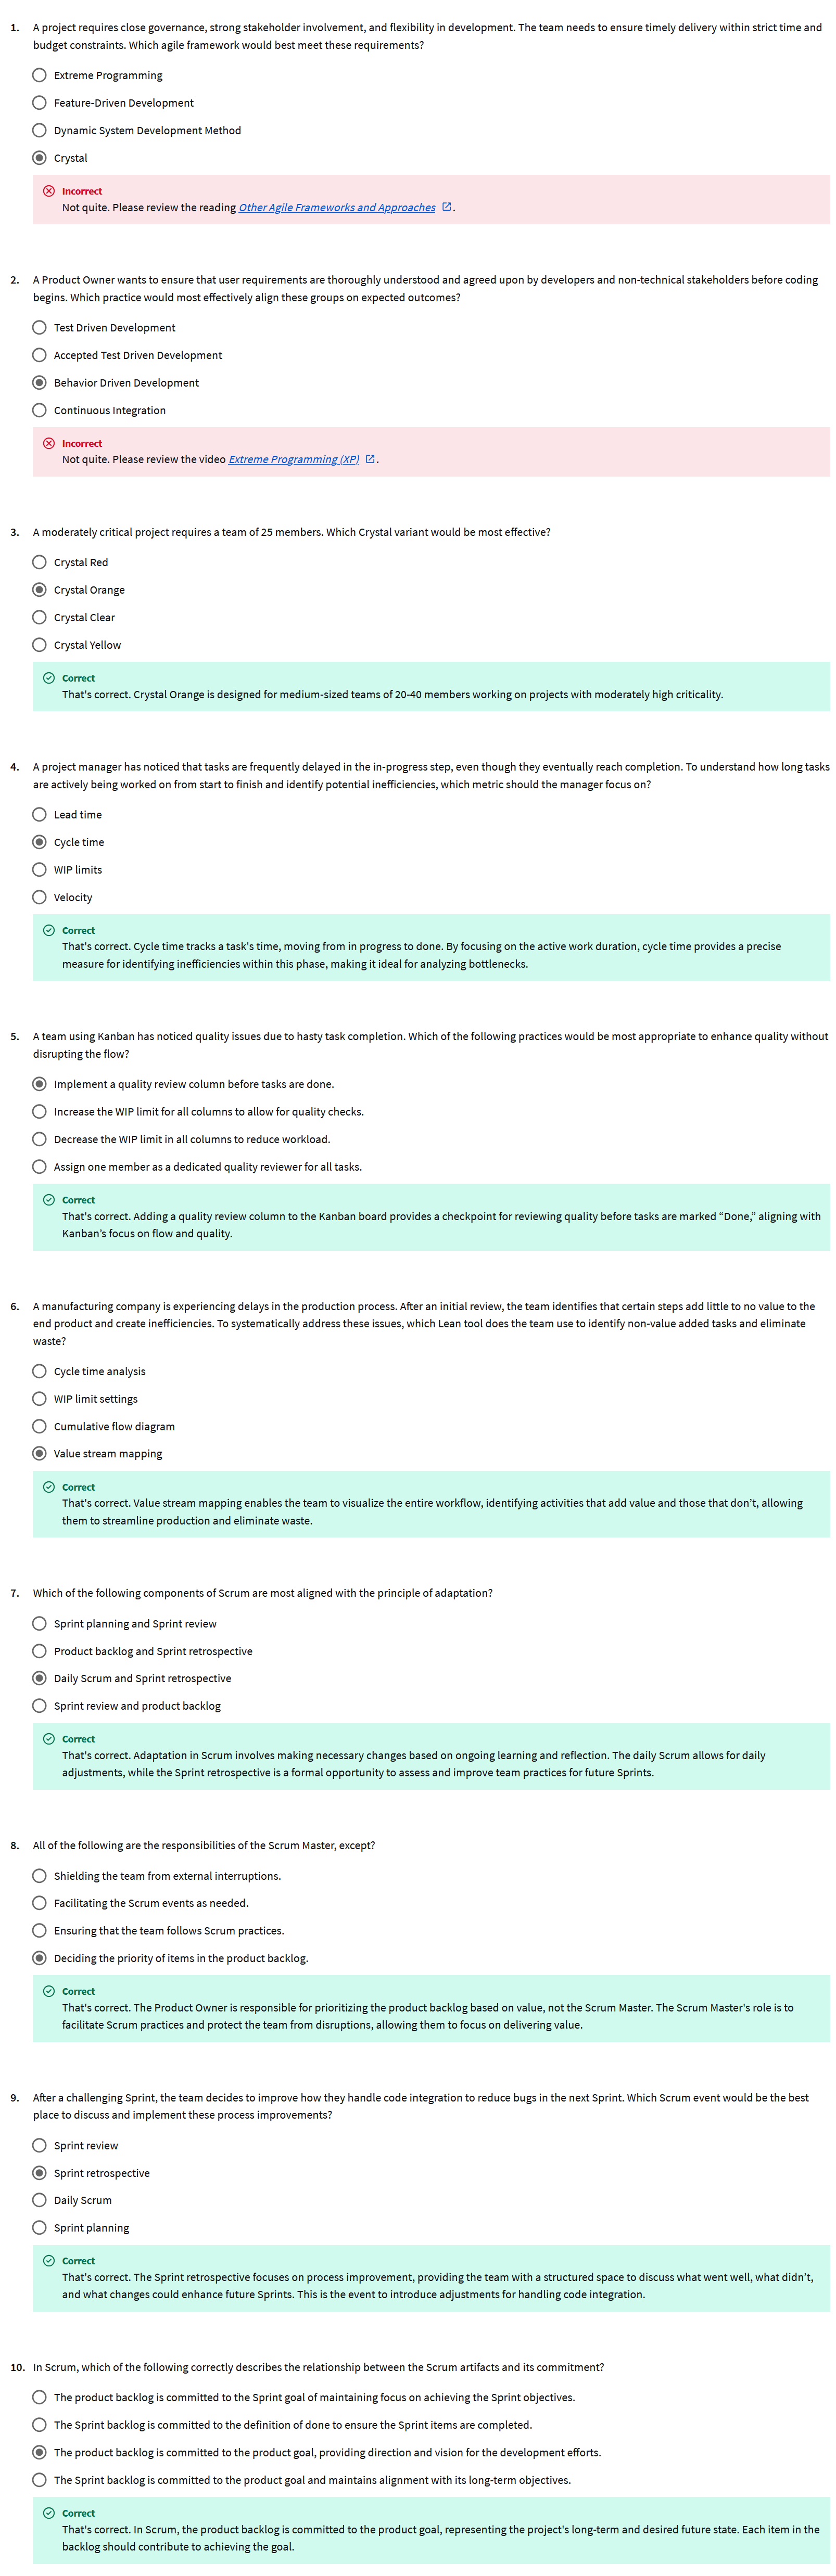 1. A project requires close governance, strong stakeholder involvement, and flexibility in development. The team needs to ensure timely delivery within strict time and
budget constraints. Which agile framework would best meet these requirements?
Extreme Programming
Feature-Driven Development
Dynamic System Development Method
Crystal
Incorrect
Not quite. Please review the reading Other Agile Frameworks and Approaches.
2. A Product Owner wants to ensure that user requirements are thoroughly understood and agreed upon by developers and non-technical stakeholders before coding
begins. Which practice would most effectively align these groups on expected outcomes?
Test Driven Development
Accepted Test Driven Development
Behavior Driven Development
Continuous Integration
Incorrect
Not quite. Please review the video Extreme Programming (XP).
3. A moderately critical project requires a team of 25 members. Which Crystal variant would be most effective?
Crystal Red
Crystal Orange
Crystal Clear
Crystal Yellow
Correct
That's correct. Crystal Orange is designed for medium-sized teams of 20-40 members working on projects with moderately high criticality.
4. A project manager has noticed that tasks are frequently delayed in the in-progress step, even though they eventually reach completion. To understand how long tasks
are actively being worked on from start to finish and identify potential inefficiencies, which metric should the manager focus on?
Lead time
Cycle time
WIP limits
Velocity
Correct
That's correct. Cycle time tracks a task's time, moving from in progress to done. By focusing on the active work duration, cycle time provides a precise
measure for identifying inefficiencies within this phase, making it ideal for analyzing bottlenecks.
5. A team using Kanban has noticed quality issues due to hasty task completion. Which of the following practices would be most appropriate to enhance quality without
disrupting the flow?
Implement a quality review column before tasks are done.
Increase the WIP limit for all columns to allow for quality checks.
Decrease the WIP limit in all columns to reduce workload.
Assign one member as a dedicated quality reviewer for all tasks.
Correct
That's correct. Adding a quality review column to the Kanban board provides a checkpoint for reviewing quality before tasks are marked “Done,” aligning with
Kanban’s focus on flow and quality.
6. A manufacturing company is experiencing delays in the production process. After an initial review, the team identifies that certain steps add little to no value to the
end product and create inefficiencies. To systematically address these issues, which Lean tool does the team use to identify non-value added tasks and eliminate
waste?
Cycle time analysis
WIP limit settings
Cumulative flow diagram
Value stream mapping
Correct
That's correct. Value stream mapping enables the team to visualize the entire workflow, identifying activities that add value and those that don’t, allowing
them to streamline production and eliminate waste.
7. Which of the following components of Scrum are most aligned with the principle of adaptation?
Sprint planning and Sprint review
Product backlog and Sprint retrospective
Daily Scrum and Sprint retrospective
Sprint review and product backlog
Correct
That's correct. Adaptation in Scrum involves making necessary changes based on ongoing learning and reflection. The daily Scrum allows for daily
adjustments, while the Sprint retrospective is a formal opportunity to assess and improve team practices for future Sprints.
8. All of the following are the responsibilities of the Scrum Master, except?
Shielding the team from external interruptions.
Facilitating the Scrum events as needed.
Ensuring that the team follows Scrum practices.
Deciding the priority of items in the product backlog.
Correct
That's correct. The Product Owner is responsible for prioritizing the product backlog based on value, not the Scrum Master. The Scrum Master's role is to
facilitate Scrum practices and protect the team from disruptions, allowing them to focus on delivering value.
9. After a challenging Sprint, the team decides to improve how they handle code integration to reduce bugs in the next Sprint. Which Scrum event would be the best
place to discuss and implement these process improvements?
Sprint review
Sprint retrospective
Daily Scrum
Sprint planning
Correct
That's correct. The Sprint retrospective focuses on process improvement, providing the team with a structured space to discuss what went well, what didn’t,
and what changes could enhance future Sprints. This is the event to introduce adjustments for handling code integration.
10. In Scrum, which of the following correctly describes the relationship between the Scrum artifacts and its commitment?
The product backlog is committed to the Sprint goal of maintaining focus on achieving the Sprint objectives.
The Sprint backlog is committed to the definition of done to ensure the Sprint items are completed.
The product backlog is committed to the product goal, providing direction and vision for the development efforts.
The Sprint backlog is committed to the product goal and maintains alignment with its long-term objectives.
Correct
That's correct. In Scrum, the product backlog is committed to the product goal, representing the project's long-term and desired future state. Each item in the
backlog should contribute to achieving the goal.